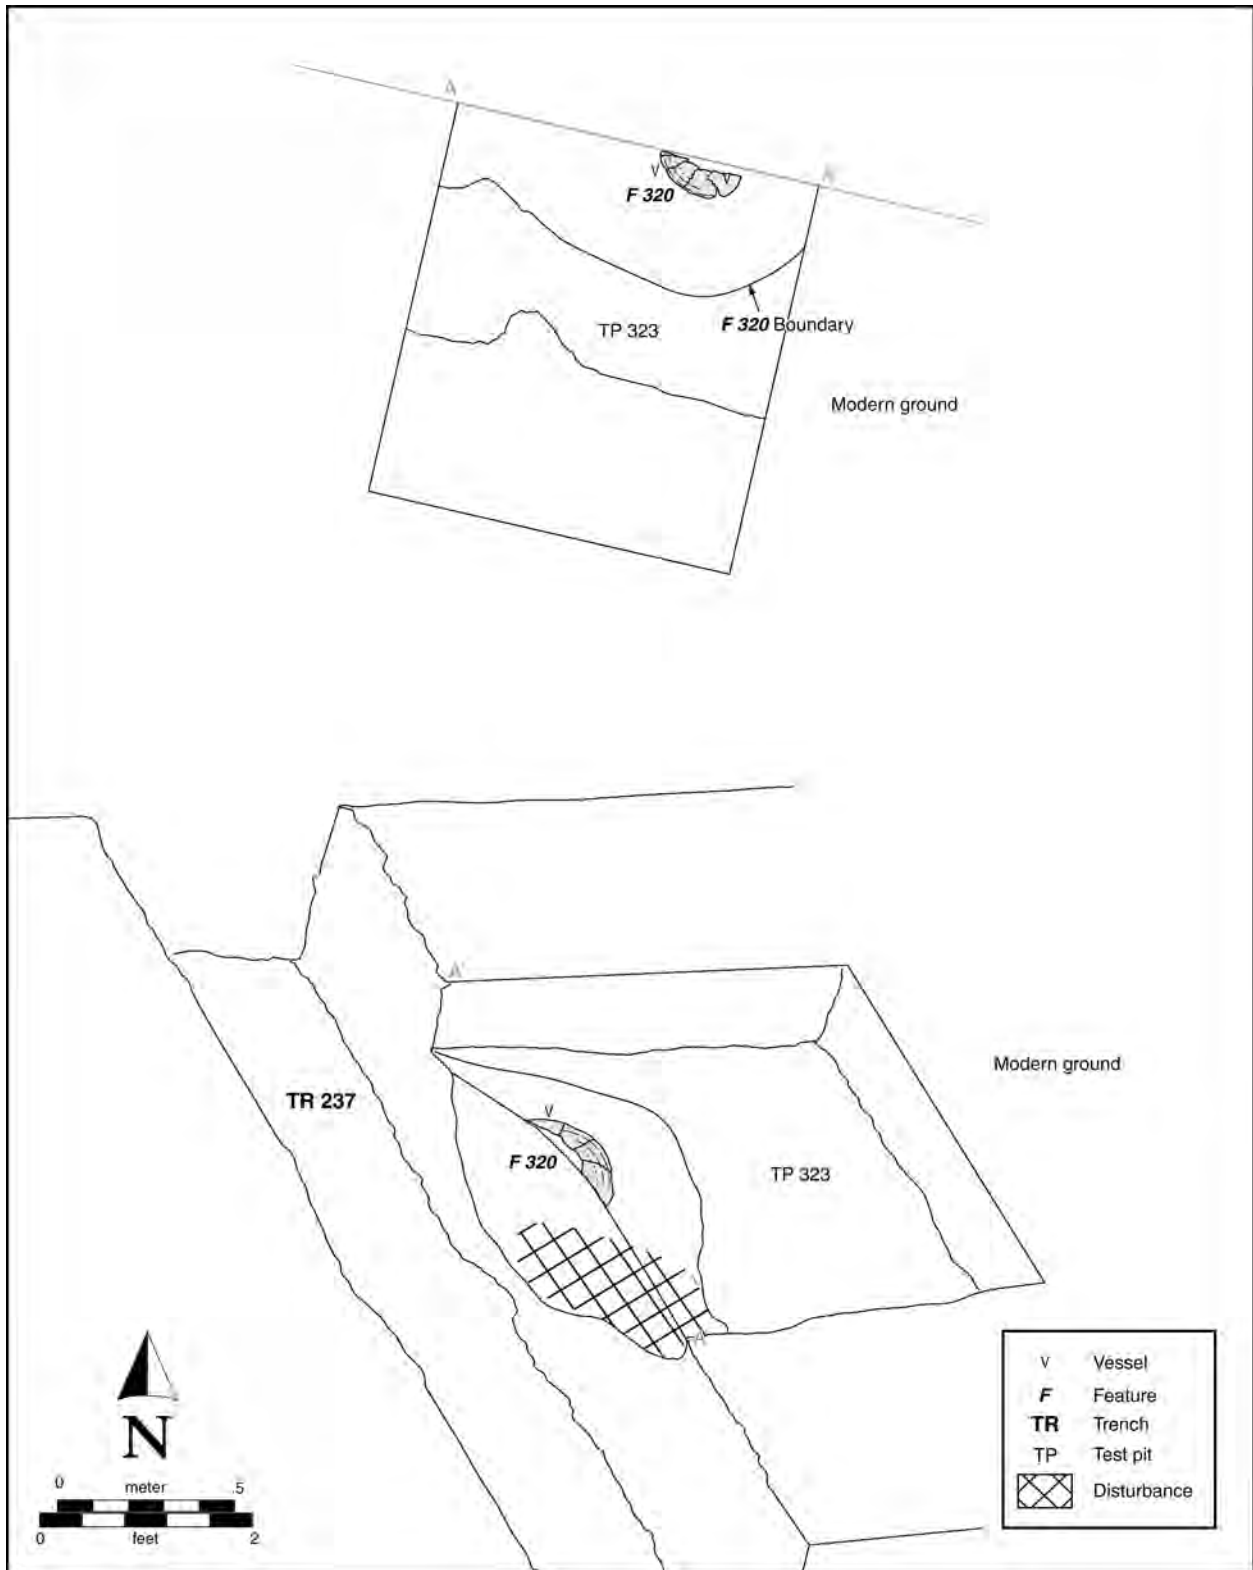 A
A'
V
V
F 320
TP 323
F 320 Boundary
Modern ground
A'
Modern ground
TR 237
V
F 320
TP 323
A
N
0 meter .5
0 feet 2
V Vessel
F Feature
TR Trench
TP Test pit
Disturbance